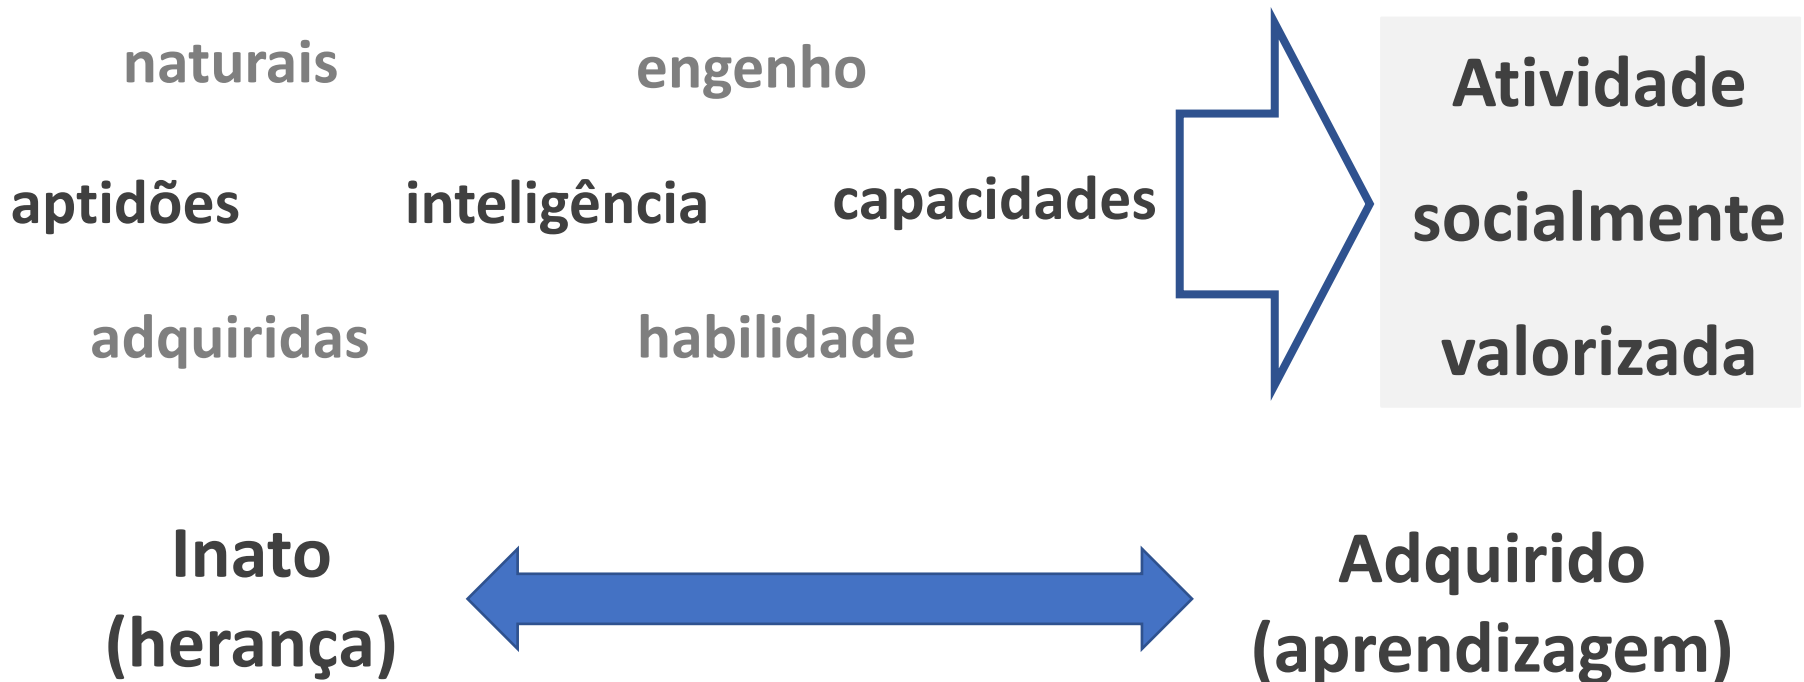 naturais
engenho
aptidões
inteligência
capacidades
adquiridas
habilidade
Atividade
socialmente
valorizada
Inato
(herança)
Adquirido
(aprendizagem)